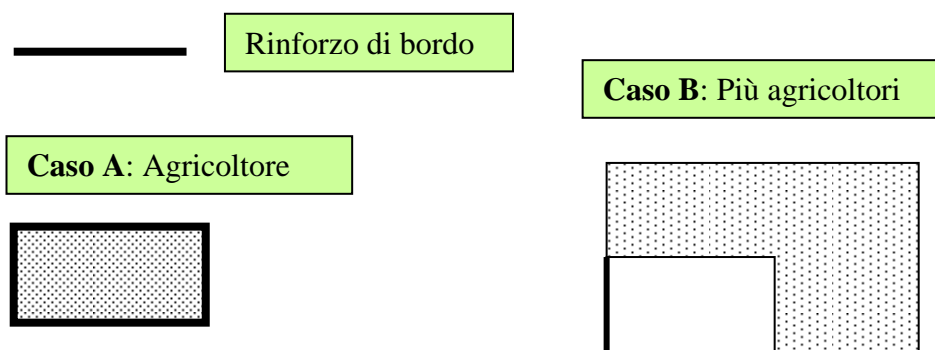 Rinforzo di bordo
Caso B: Più agricoltori
Caso A: Agricoltore